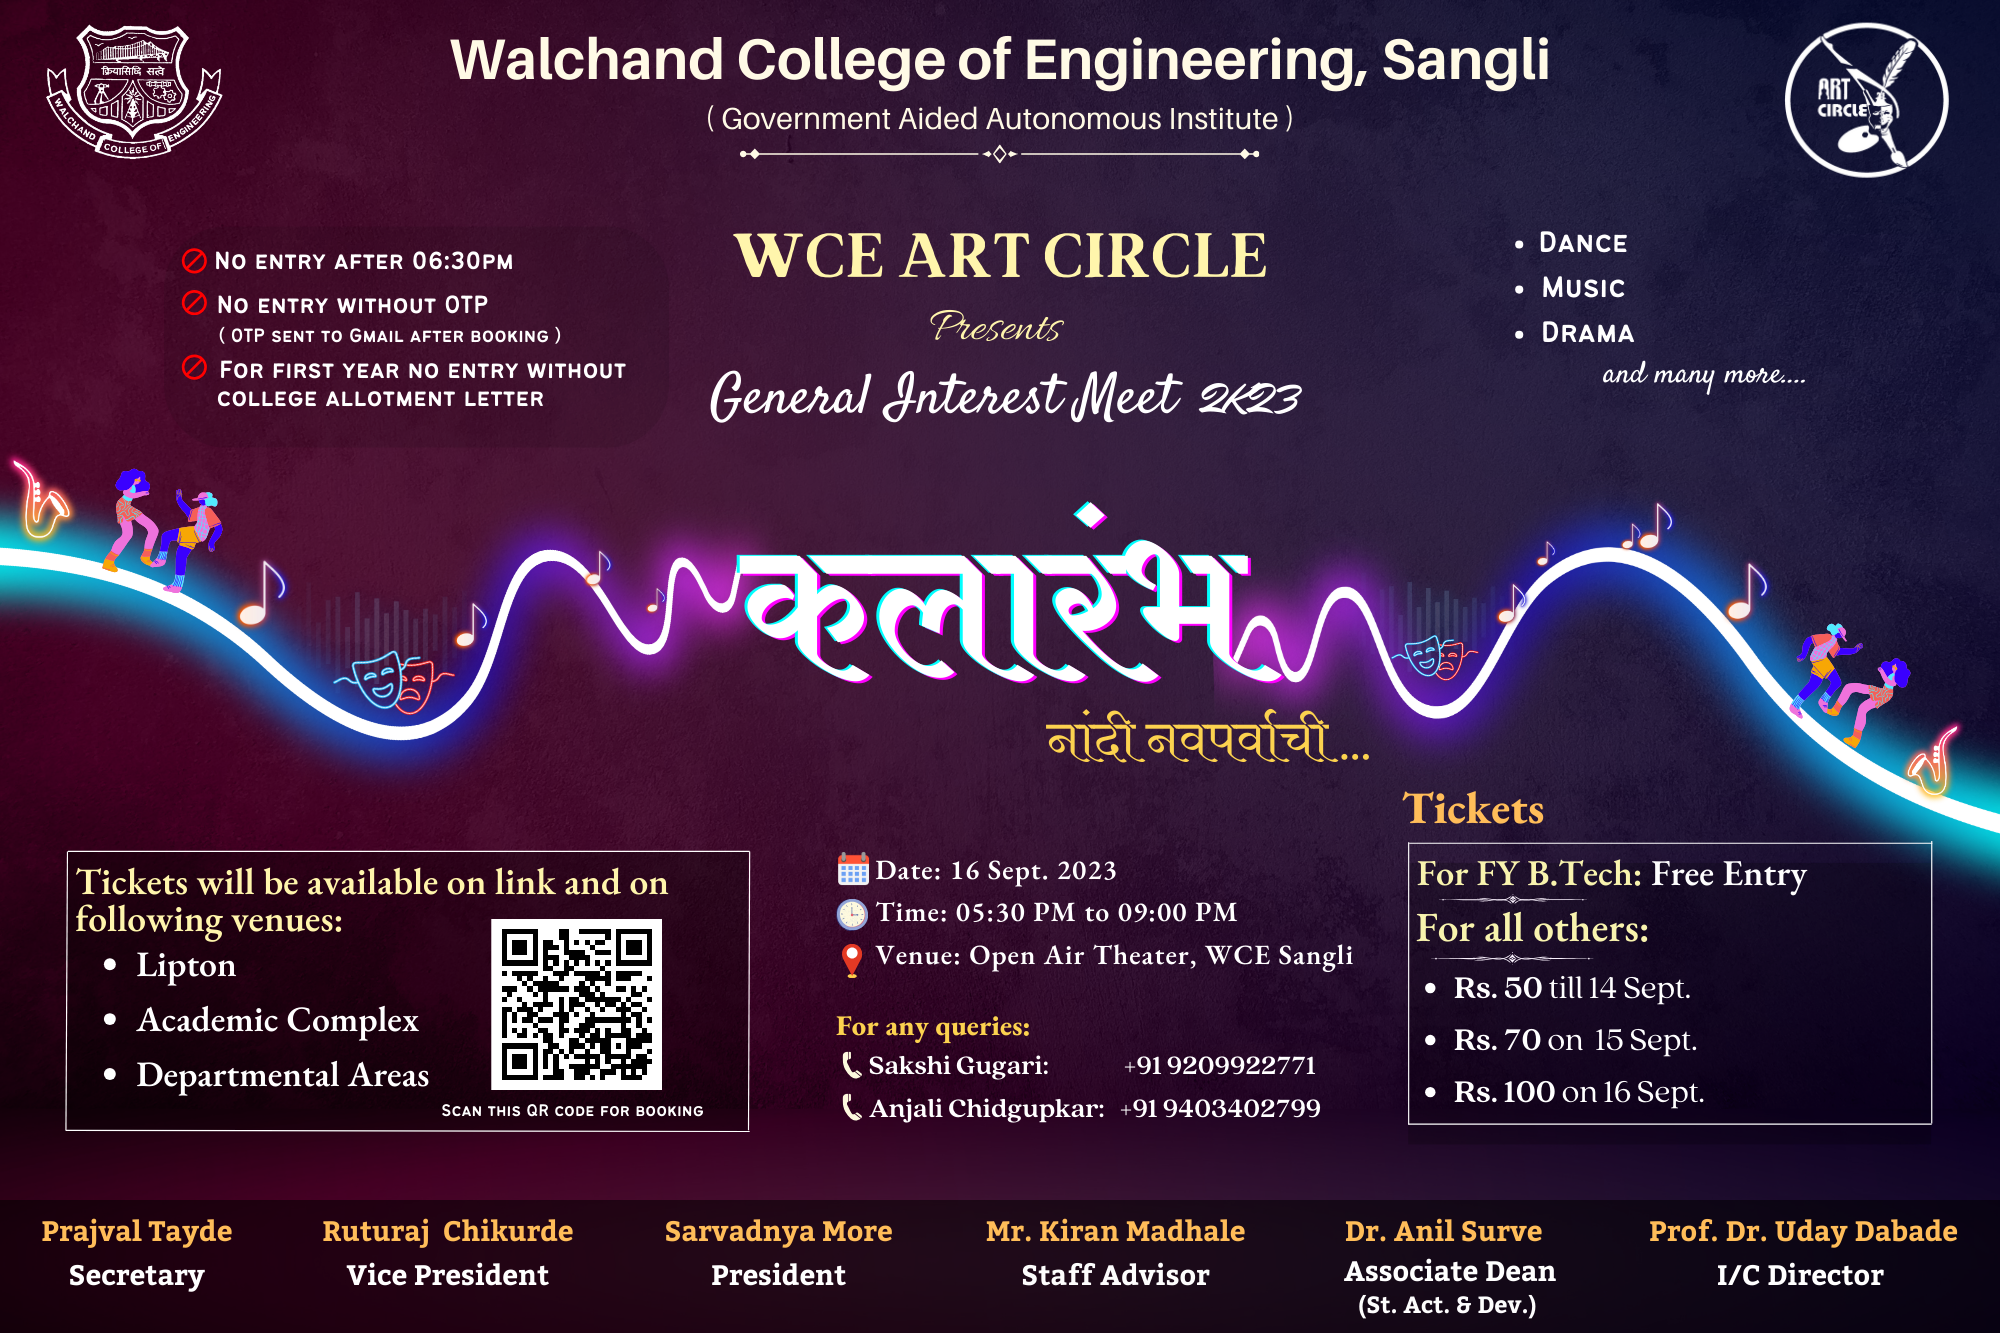 Walchand College of Engineering, Sangli
( Government Aided Autonomous Institute )
क्रियासिद्धि सत्वे
WALCHAND COLLEGE OF ENGINEERING
ART
CIRCLE
No entry after 06:30pm
No entry without OTP
( OTP sent to Gmail after booking )
For first year no entry without
college allotment letter
WCE ART CIRCLE
Presents
General Interest Meet 2K23
• Dance
• Music
• Drama
and many more....
कलारंभ
नांदी नवपर्वाची...
Tickets will be available on link and on
following venues:
• Lipton
• Academic Complex
• Departmental Areas
Scan this QR code for booking
Date: 16 Sept. 2023
Time: 05:30 PM to 09:00 PM
Venue: Open Air Theater, WCE Sangli
For any queries:
Sakshi Gugari: +91 9209922771
Anjali Chidgupkar: +91 9403402799
Tickets
For FY B.Tech: Free Entry
For all others:
• Rs. 50 till 14 Sept.
• Rs. 70 on 15 Sept.
• Rs. 100 on 16 Sept.
Prajval Tayde
Secretary
Ruturaj Chikurde
Vice President
Sarvadnya More
President
Mr. Kiran Madhale
Staff Advisor
Dr. Anil Surve
Associate Dean
(St. Act. & Dev.)
Prof. Dr. Uday Dabade
I/C Director